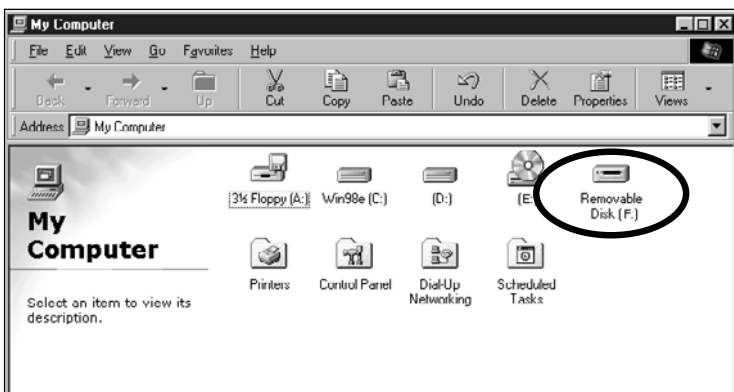 My Computer
File Edit View Go Favorites Help
Back Forward Up Cut Copy Paste Undo Delete Properties Views
Address My Computer
3½ Floppy (A:) Win98e (C:) (D:) (E: Removable
Disk (F:)
My
Computer
Select an item to view its
description.
Printers Control Panel Dial-Up
Networking Scheduled
Tasks